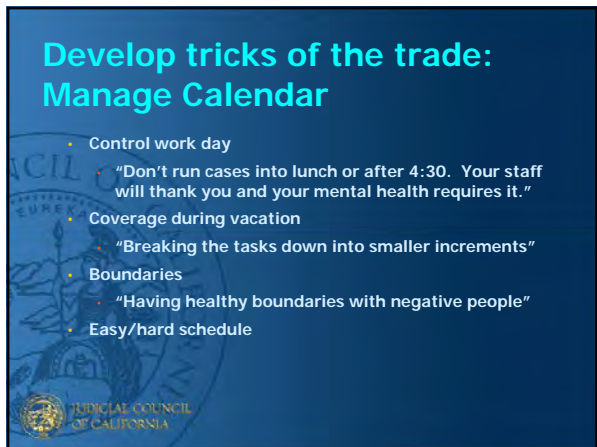 Develop tricks of the trade:
Manage Calendar
• Control work day
• “Don’t run cases into lunch or after 4:30. Your staff
will thank you and your mental health requires it.”
• Coverage during vacation
• “Breaking the tasks down into smaller increments”
• Boundaries
• “Having healthy boundaries with negative people”
• Easy/hard schedule
JUDICIAL COUNCIL
OF CALIFORNIA